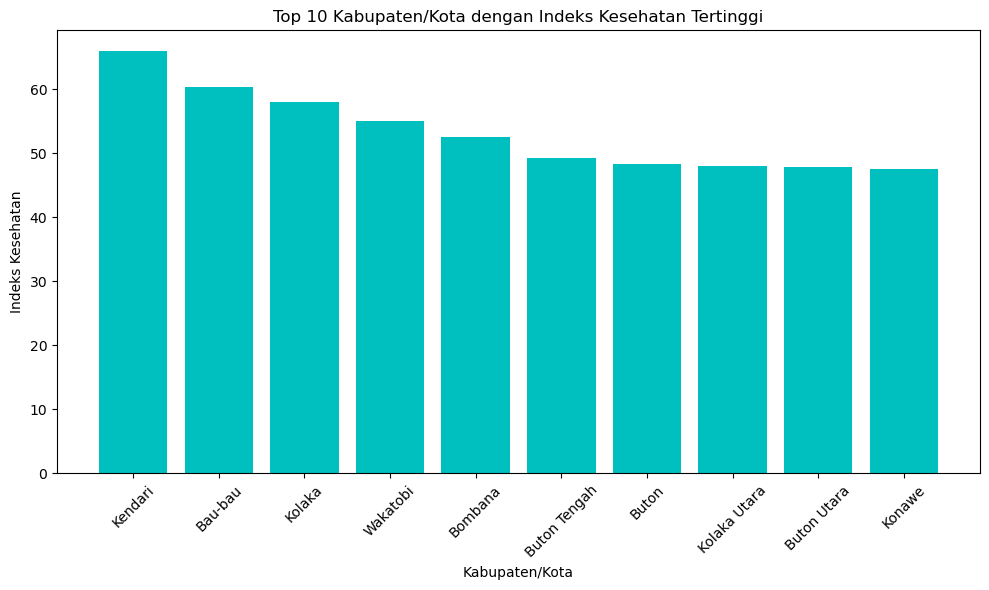 Top 10 Kabupaten/Kota dengan Indeks Kesehatan Tertinggi
Indeks Kesehatan
60
50
40
30
20
10
0
Kendari
Bau-bau
Kolaka
Wakatobi
Bombana
Buton Tengah
Buton
Kolaka Utara
Buton Utara
Konawe
Kabupaten/Kota